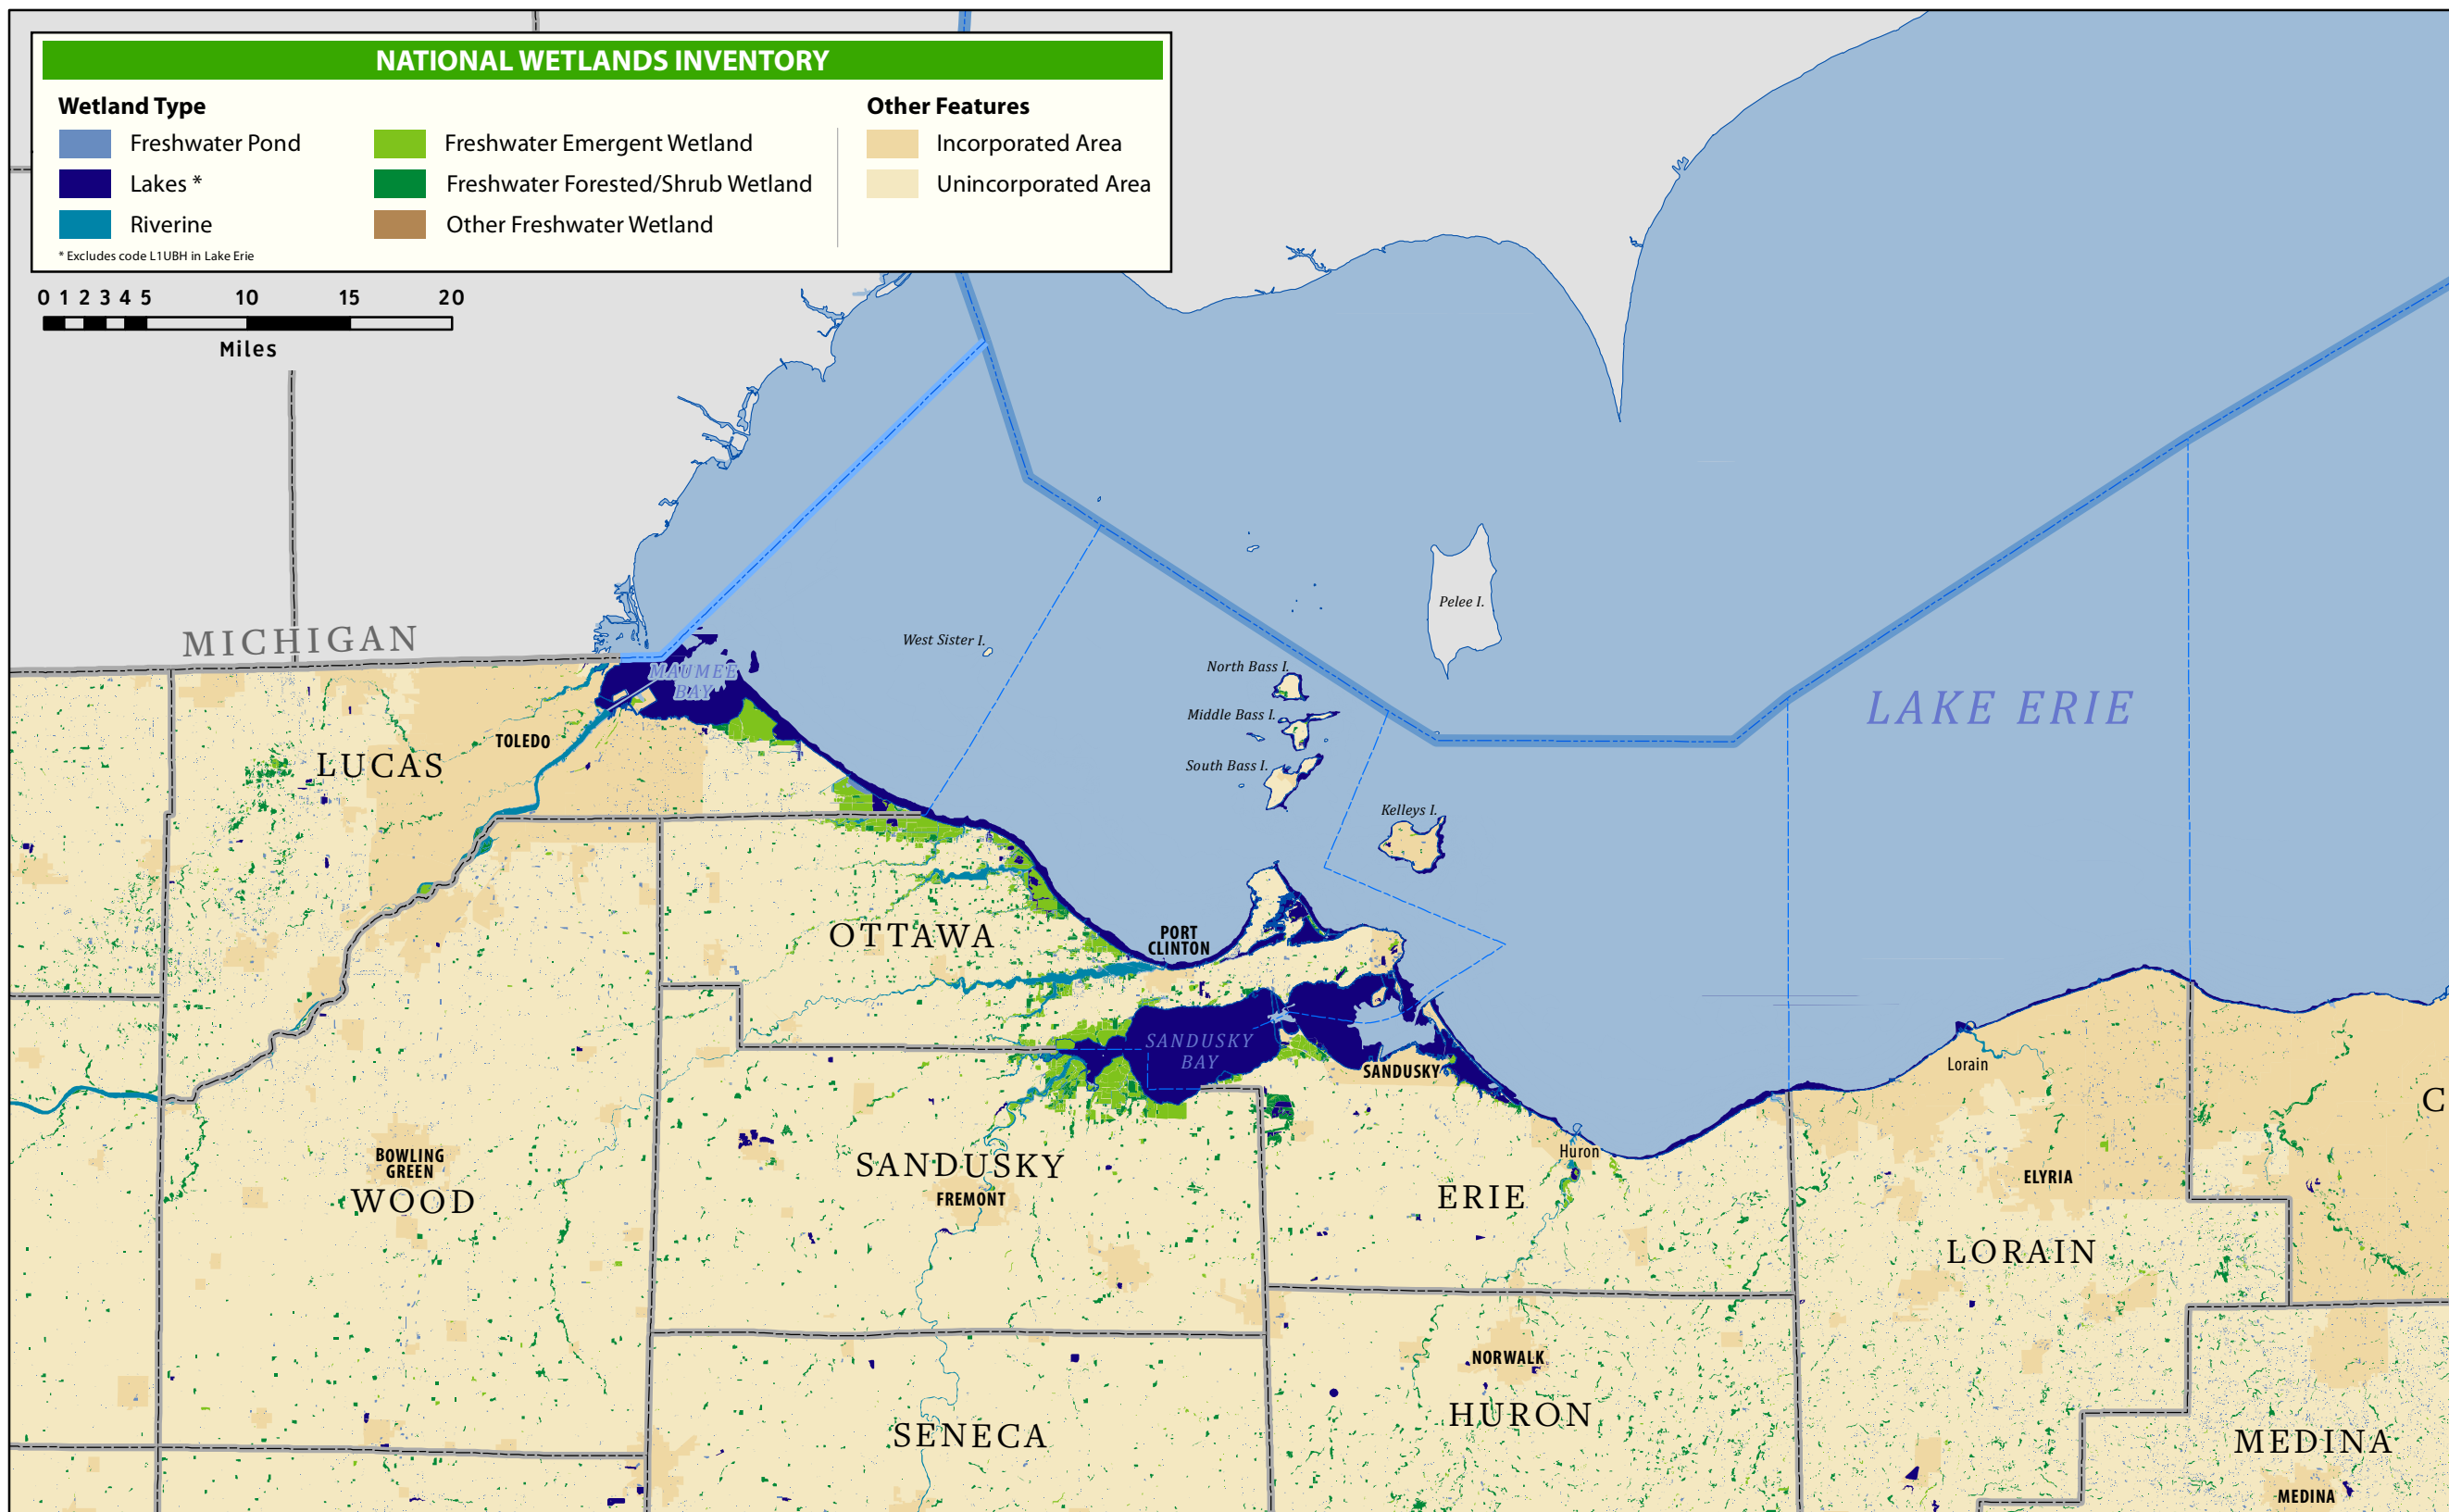 NATIONAL WETLANDS INVENTORY
Wetland Type
Freshwater Pond
Lakes *
Riverine
* Excludes code L1UBH in Lake Erie
Freshwater Emergent Wetland
Freshwater Forested/Shrub Wetland
Other Freshwater Wetland
Other Features
Incorporated Area
Unincorporated Area
0 1 2 3 4 5 10 15 20
Miles
MICHIGAN
MAUMEE
BAY
West Sister I.
Pelee I.
North Bass I.
Middle Bass I.
South Bass I.
Kelleys I.
LAKE ERIE
TOLEDO
LUCAS
OTTAWA
PORT
CLINTON
SANDUSKY
BAY
SANDUSKY
Lorain
C
BOWLING
GREEN
WOOD
SANDUSKY
FREMONT
Huron
ERIE
ELYRIA
LORAIN
NORWALK
HURON
SENECA
MEDINA
MEDINA